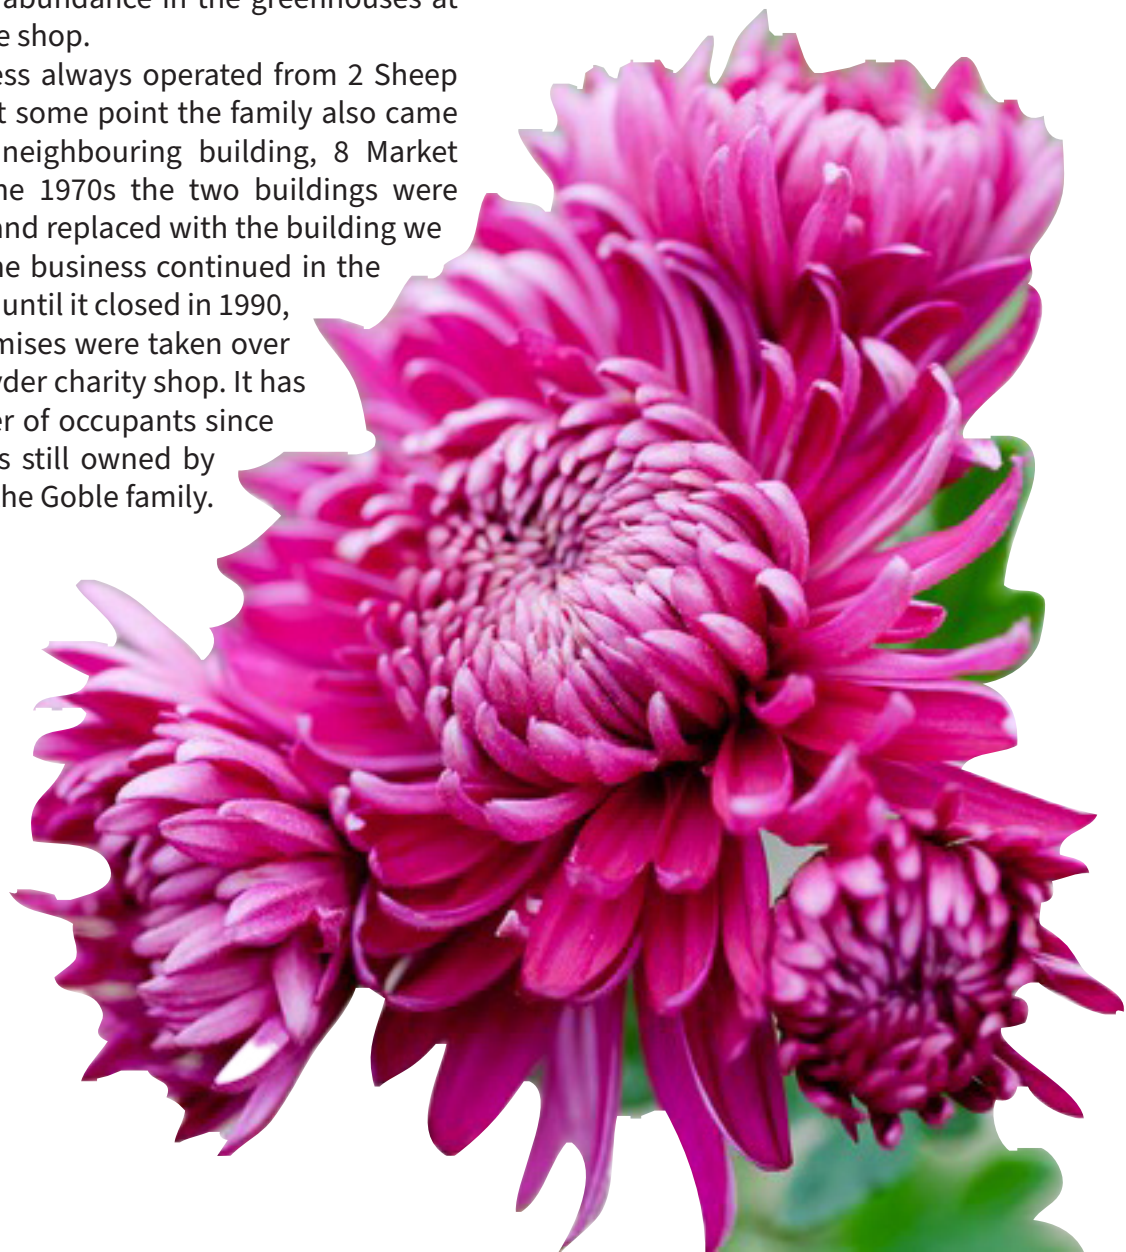 abundance in the greenhouses at
e shop.
ess always operated from 2 Sheep
t some point the family also came
neighbouring building, 8 Market
ne 1970s the two buildings were
and replaced with the building we
he business continued in the
until it closed in 1990,
mises were taken over
yder charity shop. It has
er of occupants since
s still owned by
he Goble family.